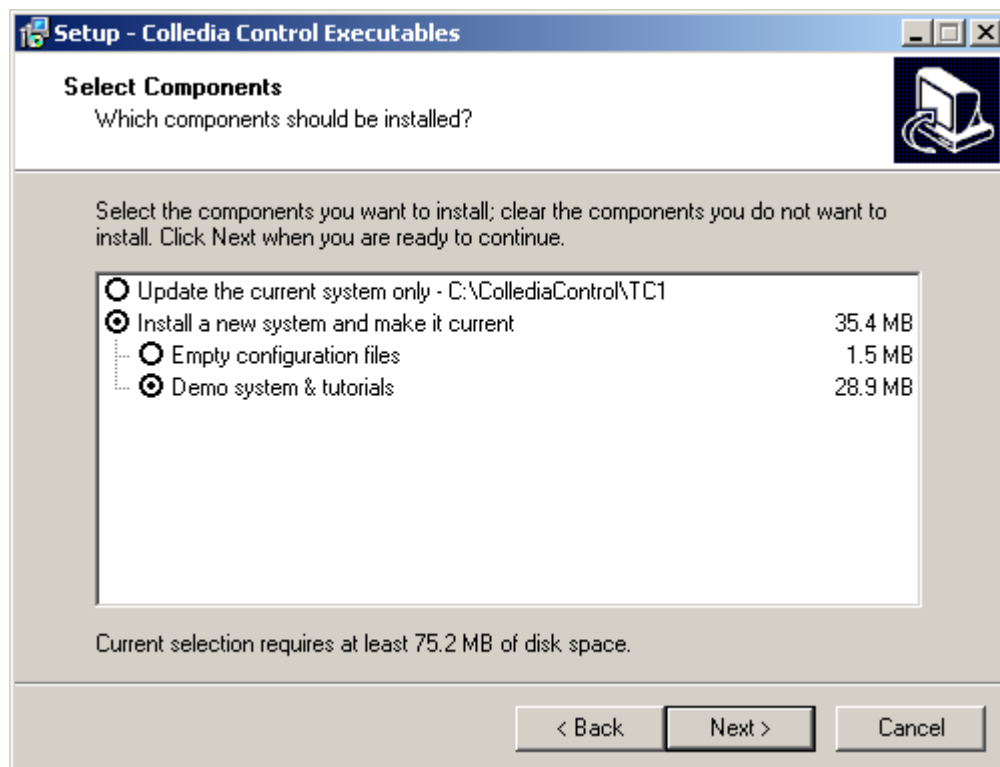 Setup - Colledia Control Executables
Select Components
Which components should be installed?
Select the components you want to install; clear the components you do not want to
install. Click Next when you are ready to continue.
Update the current system only - C:\CollediaControl\TC1
Install a new system and make it current 35.4 MB
Empty configuration files 1.5 MB
Demo system & tutorials 28.9 MB
Current selection requires at least 75.2 MB of disk space.
< Back Next > Cancel